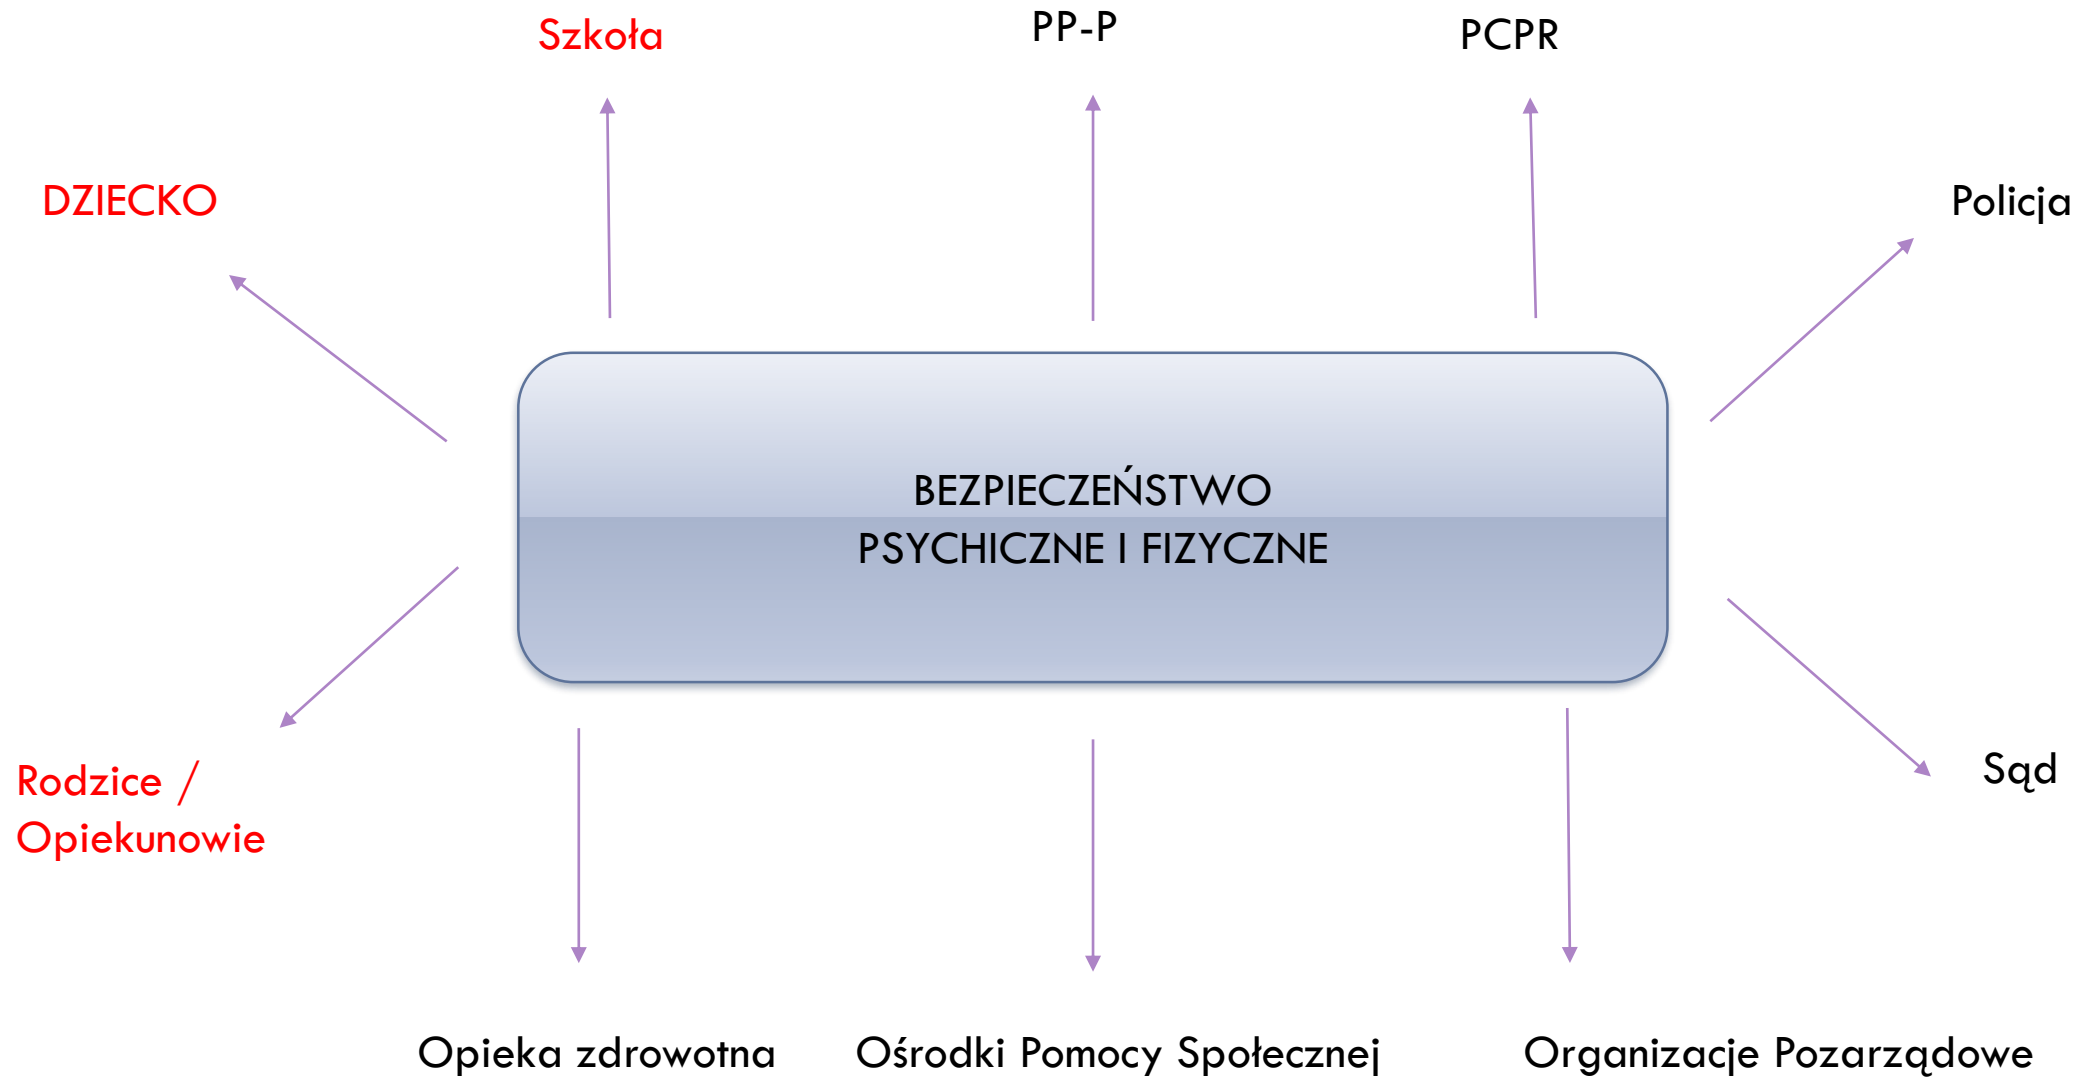 Szkoła
PP-P
PCPR
DZIECKO
Policja
BEZPIECZEŃSTWO
PSYCHICZNE I FIZYCZNE
Rodzice /
Opiekunowie
Sąd
Opieka zdrowotna
Ośrodki Pomocy Społecznej
Organizacje Pozarządowe